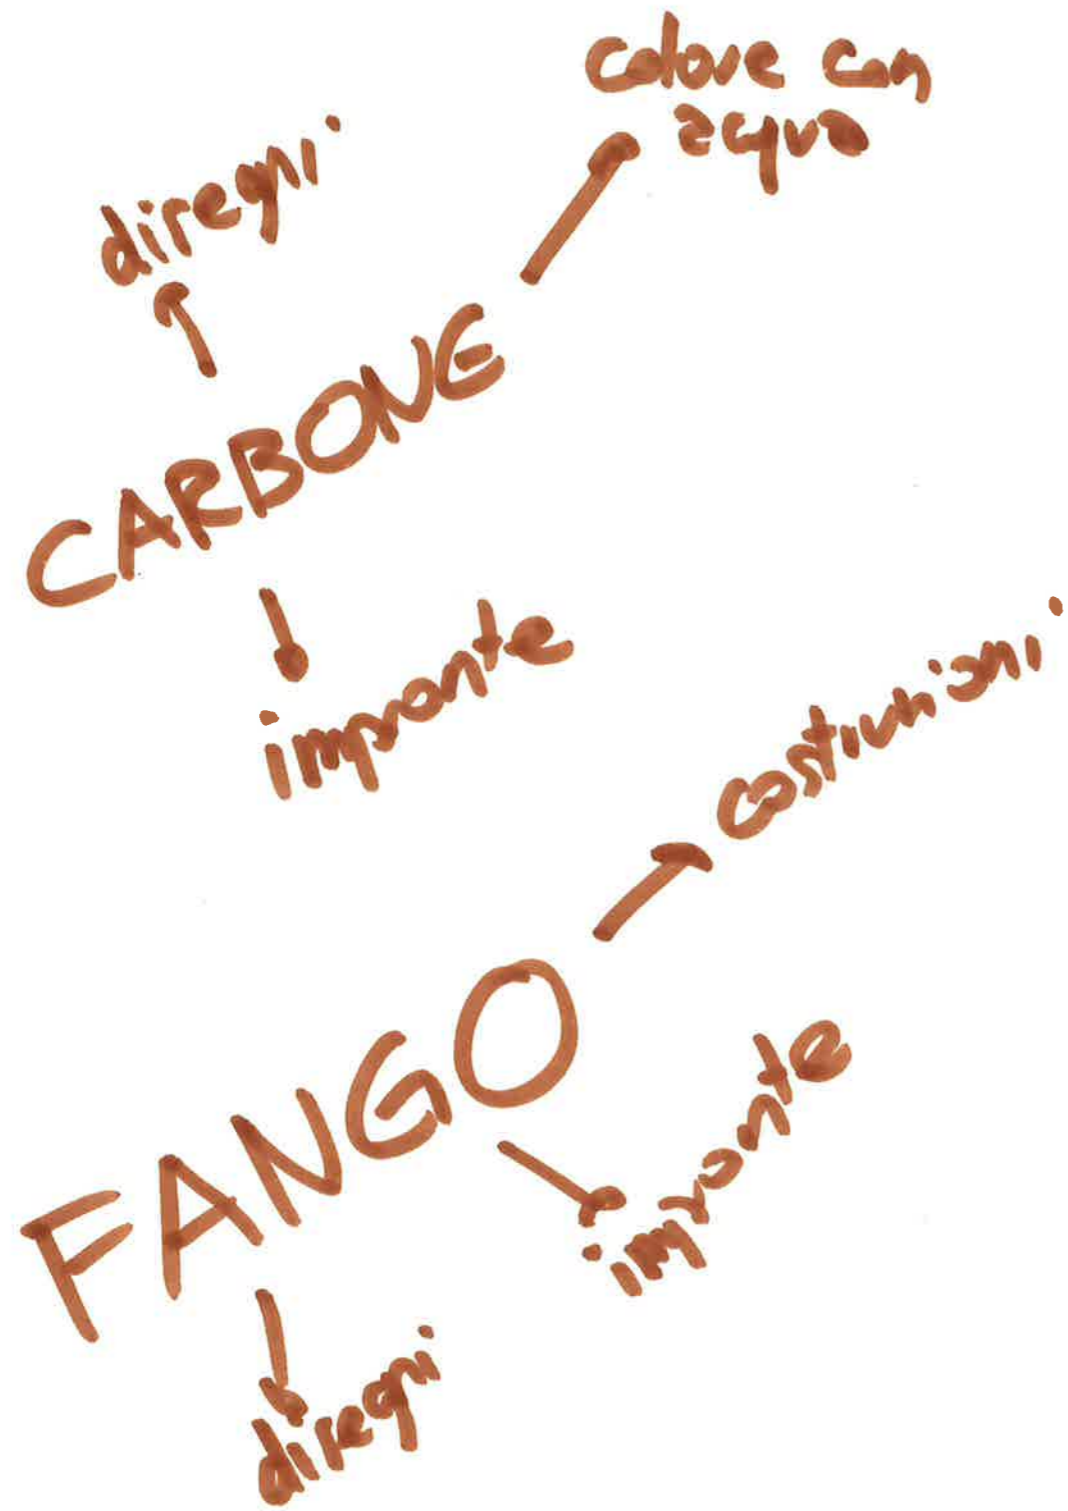 colore con
acqua
disegni
CARBONE
impronte
costruzioni
FANGO
impronte
disegni